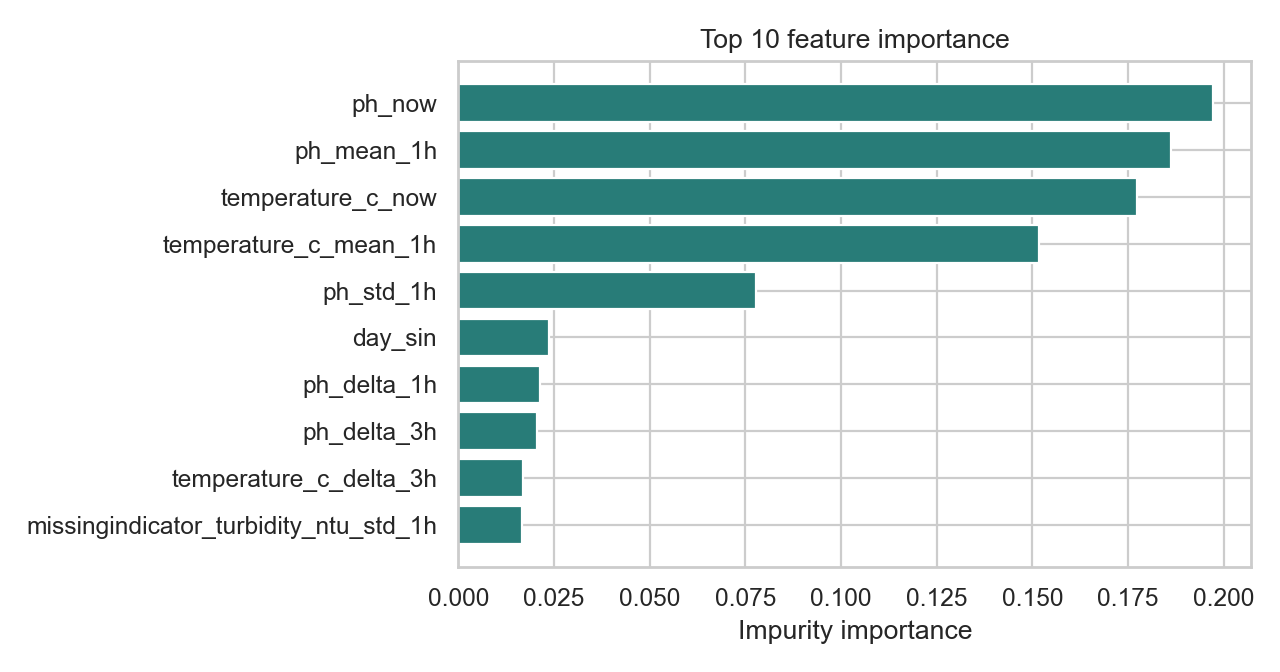 Top 10 feature importance
ph_now
ph_mean_1h
temperature_c_now
temperature_c_mean_1h
ph_std_1h
day_sin
ph_delta_1h
ph_delta_3h
temperature_c_delta_3h
missingindicator_turbidity_ntu_std_1h
0.000 0.025 0.050 0.075 0.100 0.125 0.150 0.175 0.200
Impurity importance